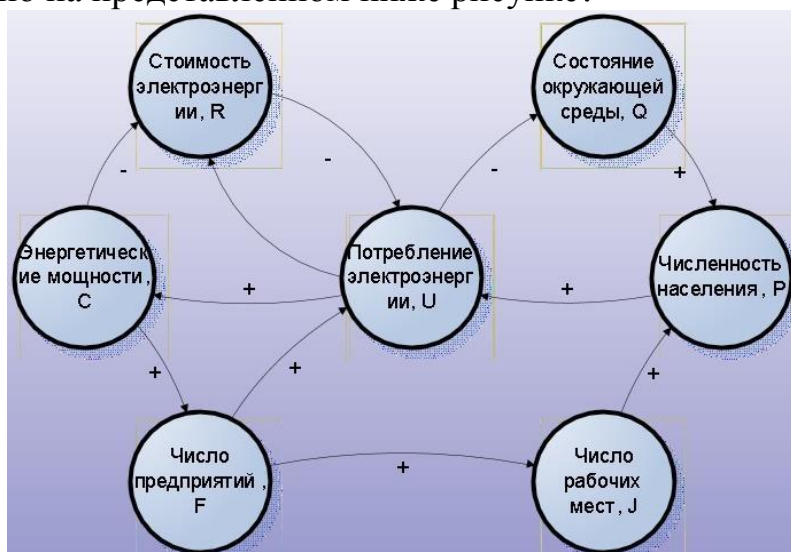 но на представленном ниже рисунке?
Стоимость
электроэнерг
ии, R
Состояние
окружающей
среды, Q
-
-
-
+
Энергетическ
ие мощности ,
C
Потребление
электроэнерг
ии, U
Численность
населения , P
+
+
+
+
+
Число
предприятий ,
F
+
Число
рабочих
мест , J